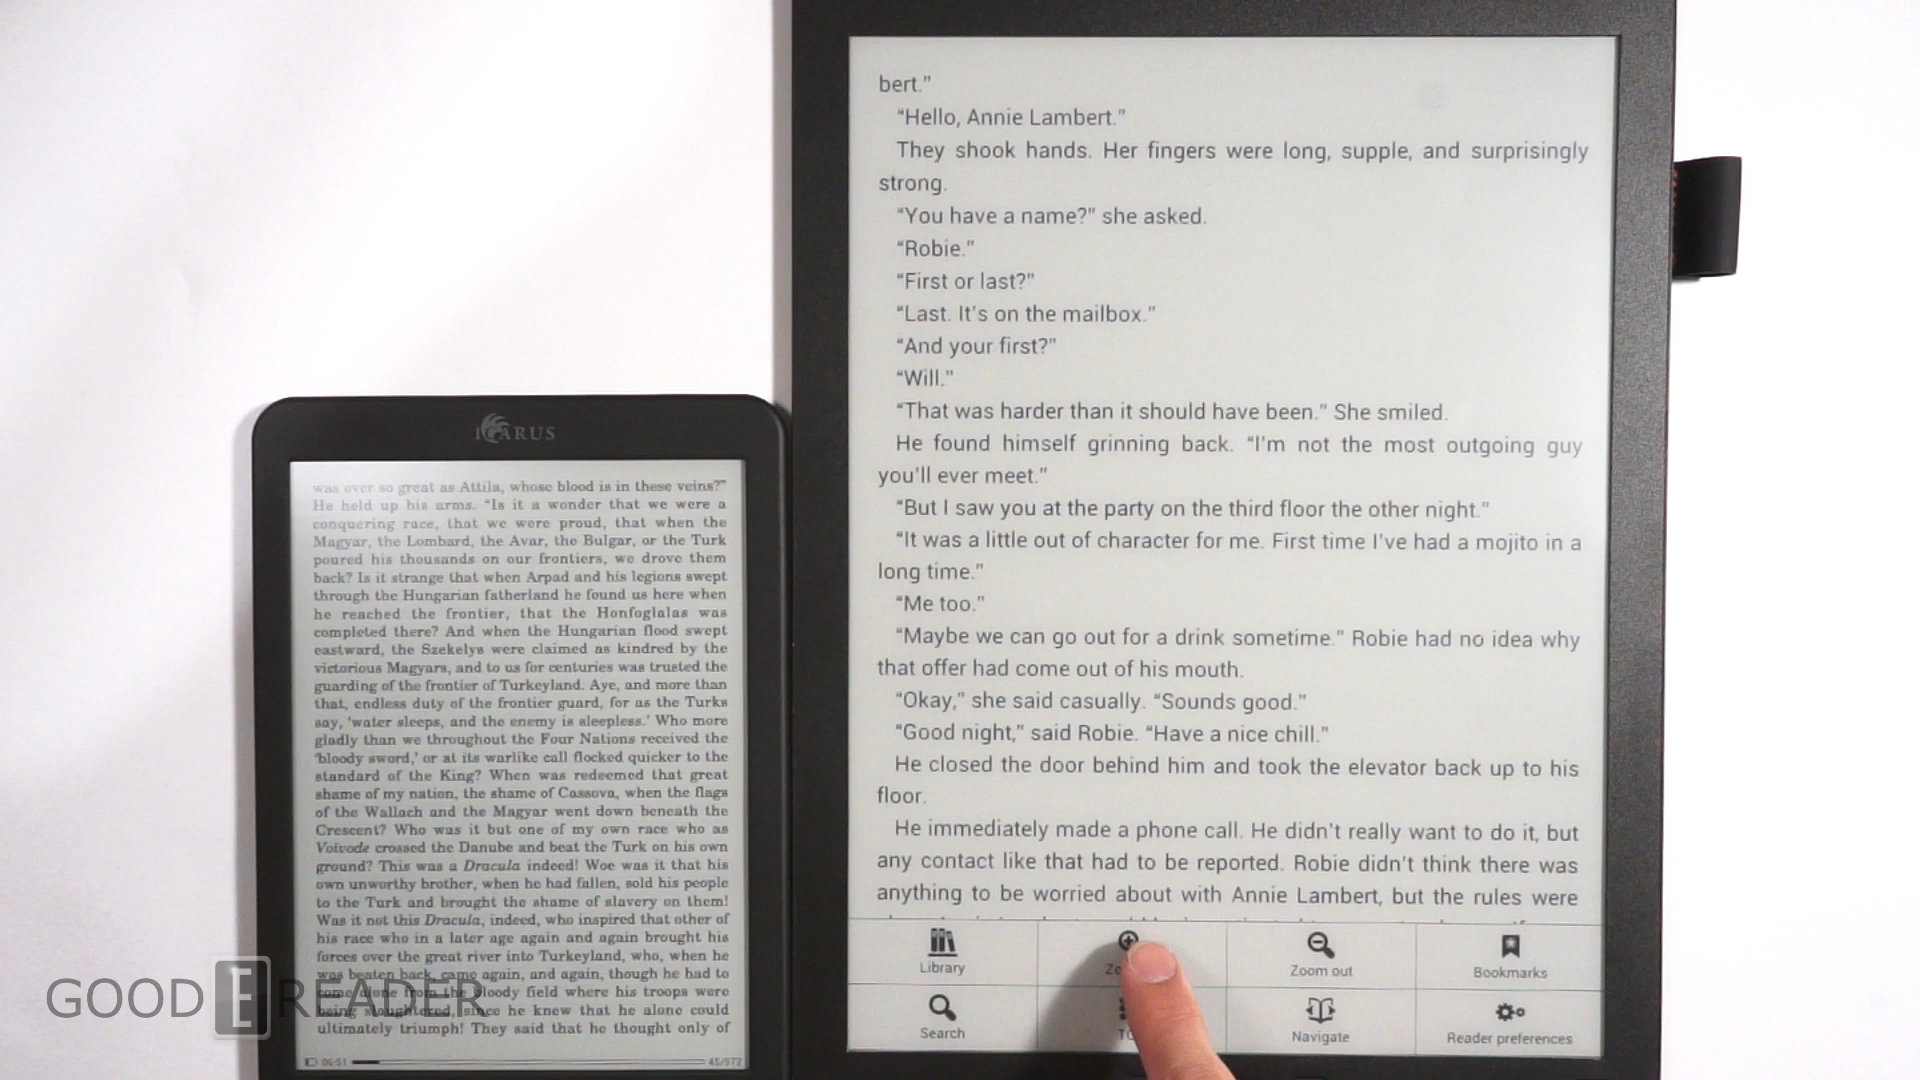 ICARUS
was ever so great as Attila, whose blood is in these veins?”
He held up his arms. “Is it a wonder that we were a
conquering race, that we were proud, that when the
Magyar, the Lombard, the Avar, the Bulgar, or the Turk
poured his thousands on our frontiers, we drove them
back? Is it strange that when Arpad and his legions swept
through the Hungarian fatherland he found us here when
he reached the frontier, that the Honfoglalas was
completed there? And when the Hungarian flood swept
eastward, the Szekelys were claimed as kindred by the
victorious Magyars, and to us for centuries was trusted the
guarding of the frontier of Turkeyland. Aye, and more than
that, endless duty of the frontier guard, for as the Turks
say, ‘water sleeps, and the enemy is sleepless.’ Who more
gladly than we throughout the Four Nations received the
‘bloody sword,’ or at its warlike call flocked quicker to the
standard of the King? When was redeemed that great
shame of my nation, the shame of Cassova, when the flags
of the Wallach and the Magyar went down beneath the
Crescent? Who was it but one of my own race who as
Voivode crossed the Danube and beat the Turk on his own
ground? This was a Dracula indeed! Woe was it that his
own unworthy brother, when he had fallen, sold his people
to the Turk and brought the shame of slavery on them!
Was it not this Dracula, indeed, who inspired that other of
his race who in a later age again and again brought his
forces over the great river into Turkeyland, who, when he
was beaten back, came again, and again, though he had to
come alone from the bloody field where his troops were
being slaughtered, since he knew that he alone could
ultimately triumph! They said that he thought only of
06:51 45/572
bert.”
“Hello, Annie Lambert.”
They shook hands. Her fingers were long, supple, and surprisingly
strong.
“You have a name?” she asked.
“Robie.”
“First or last?”
“Last. It's on the mailbox.”
“And your first?”
“Will.”
“That was harder than it should have been.” She smiled.
He found himself grinning back. “I'm not the most outgoing guy
you'll ever meet.”
“But I saw you at the party on the third floor the other night.”
“It was a little out of character for me. First time I've had a mojito in a
long time.”
“Me too.”
“Maybe we can go out for a drink sometime.” Robie had no idea why
that offer had come out of his mouth.
“Okay,” she said casually. “Sounds good.”
“Good night,” said Robie. “Have a nice chill.”
He closed the door behind him and took the elevator back up to his
floor.
He immediately made a phone call. He didn't really want to do it, but
any contact like that had to be reported. Robie didn't think there was
anything to be worried about with Annie Lambert, but the rules were
Library
Zoom out
Bookmarks
Search
Navigate
Reader preferences
GOOD E READER